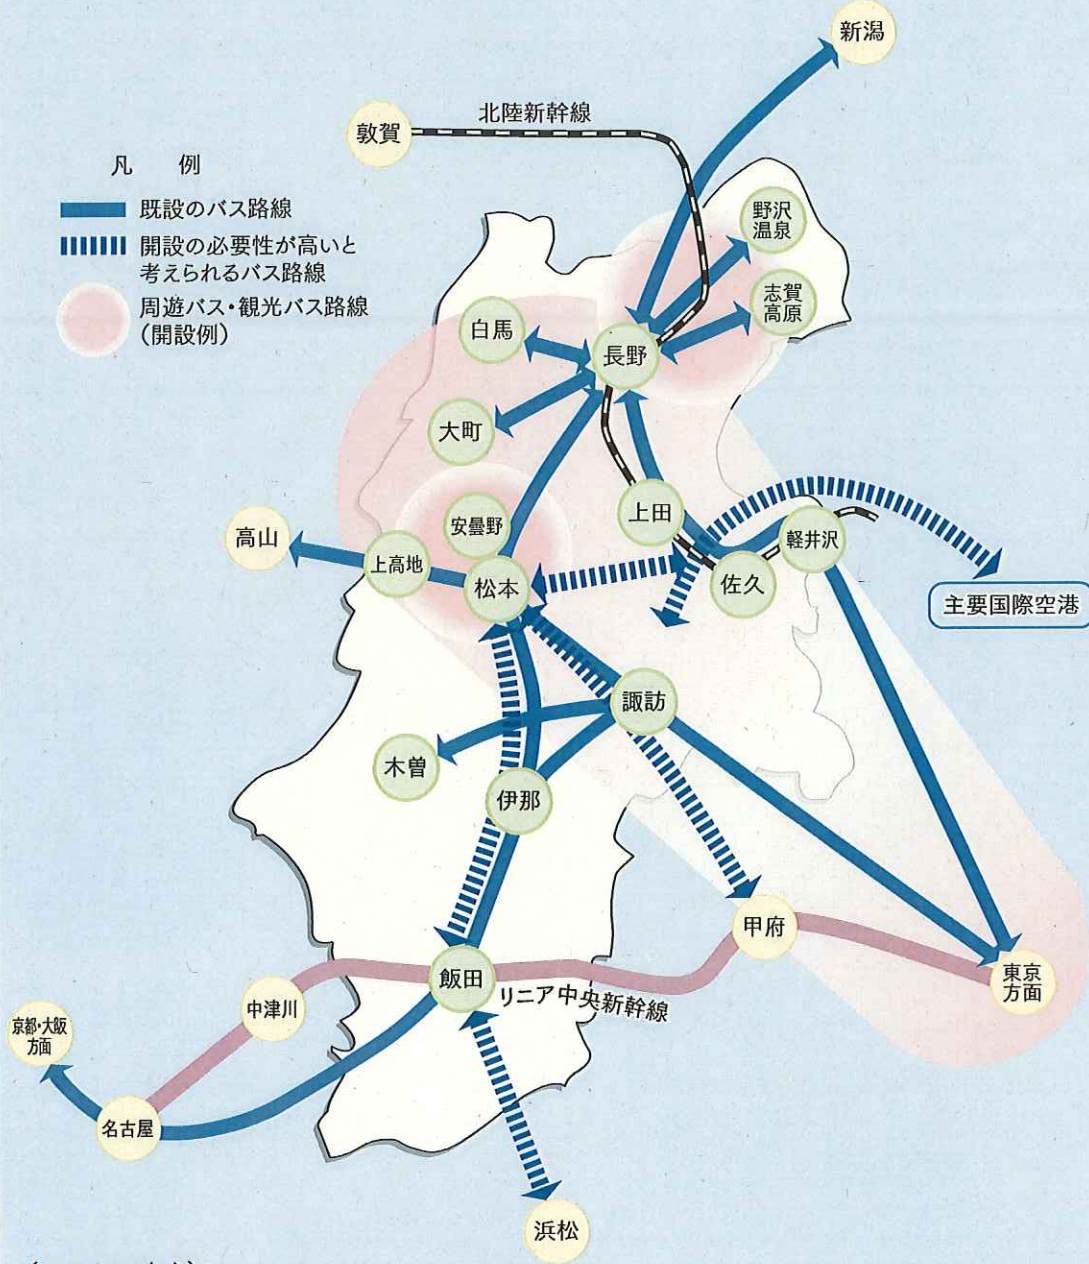 新潟
北陸新幹線
敦賀
凡 例
既設のバス路線
開設の必要性が高いと
考えられるバス路線
周遊バス・観光バス路線
(開設例)
野沢
温泉
志賀
高原
白馬
長野
大町
上田
安曇野
高山
上高地
松本
軽井沢
佐久
主要国際空港
諏訪
木曽
伊那
甲府
飯田
リニア中央新幹線
東京
方面
中津川
京都・大阪
方面
名古屋
浜松